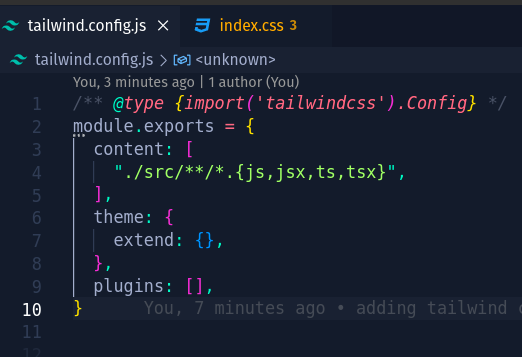 tailwind.config.js × index.css 3
tailwind.config.js > <unknown>
You, 3 minutes ago | 1 author (You)
1 /** @type {import('tailwindcss').Config} */
2 module.exports = {
3 content: [
4 "./src/**/*.{js,jsx,ts,tsx}",
5 ],
6 theme: {
7 extend: {},
8 },
9 plugins: [],
10 } You, 7 minutes ago • adding tailwind
11
12